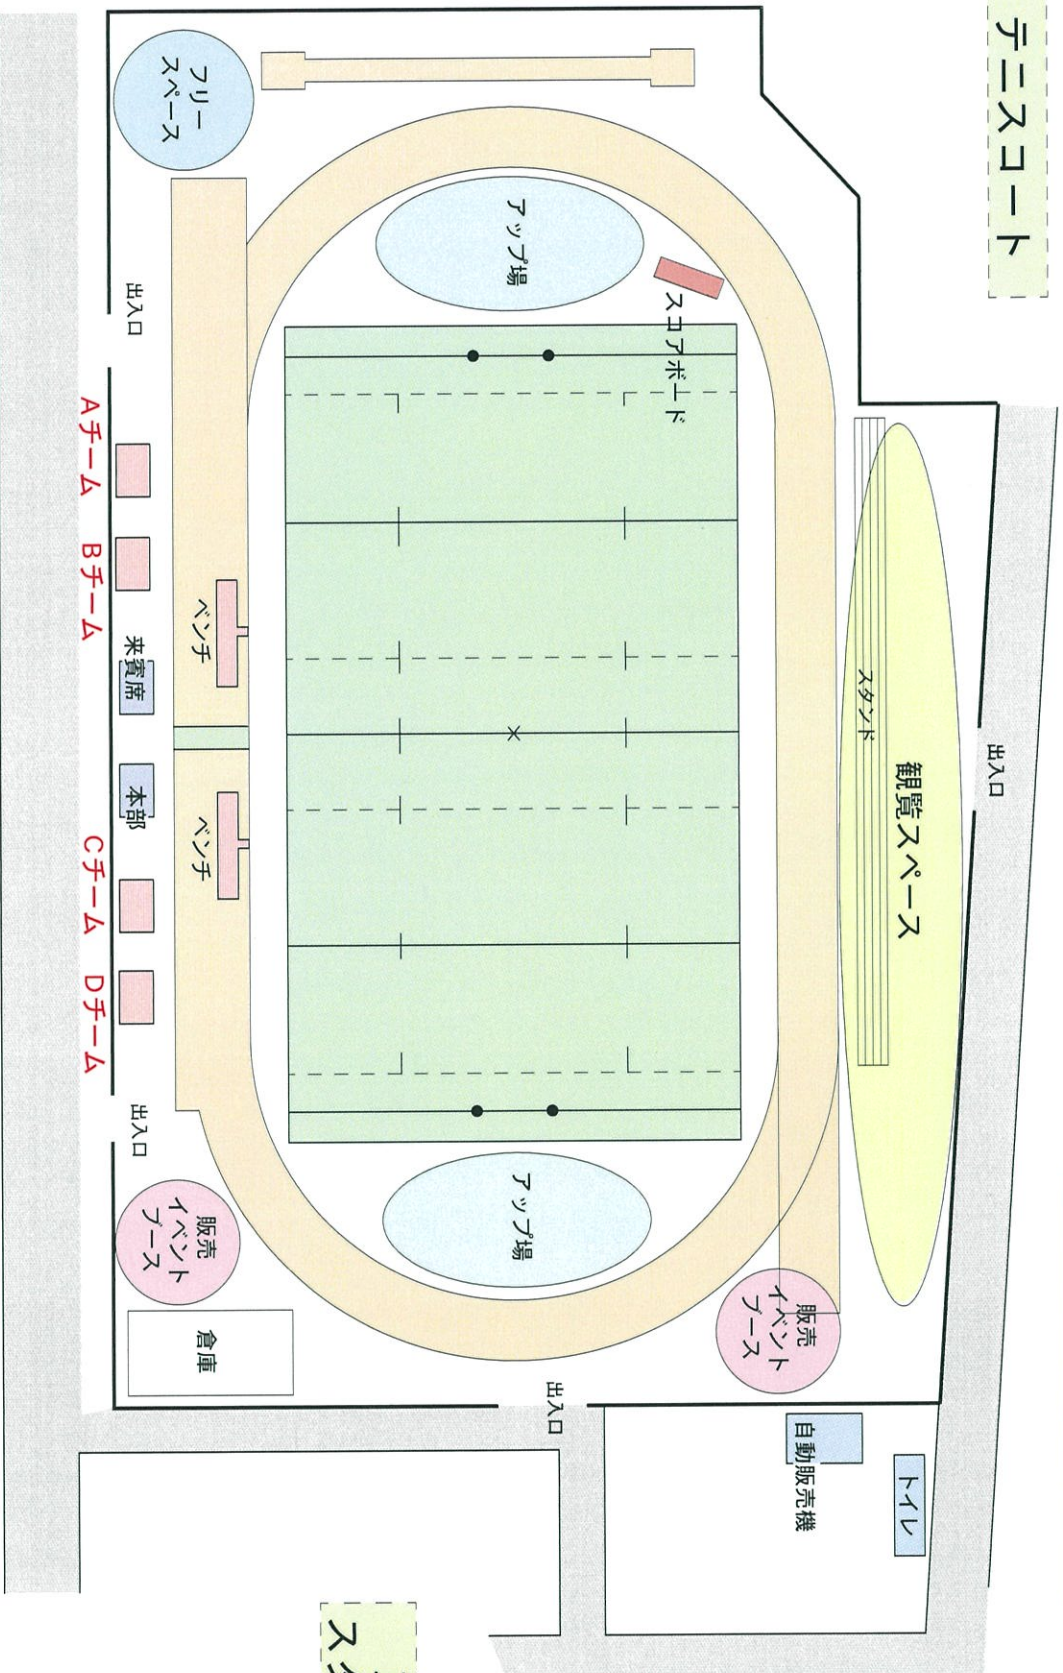 テニスコート
出入口
観覧スペース
スタンド
スコアボード
アップ場
アップ場
フリー
スペース
ベンチ
ベンチ
出入口
来賓席
本部
出入口
Aチーム
Bチーム
Cチーム
Dチーム
販売
イベント
ブース
倉庫
販売
イベント
ブース
出入口
自動販売機
トイレ